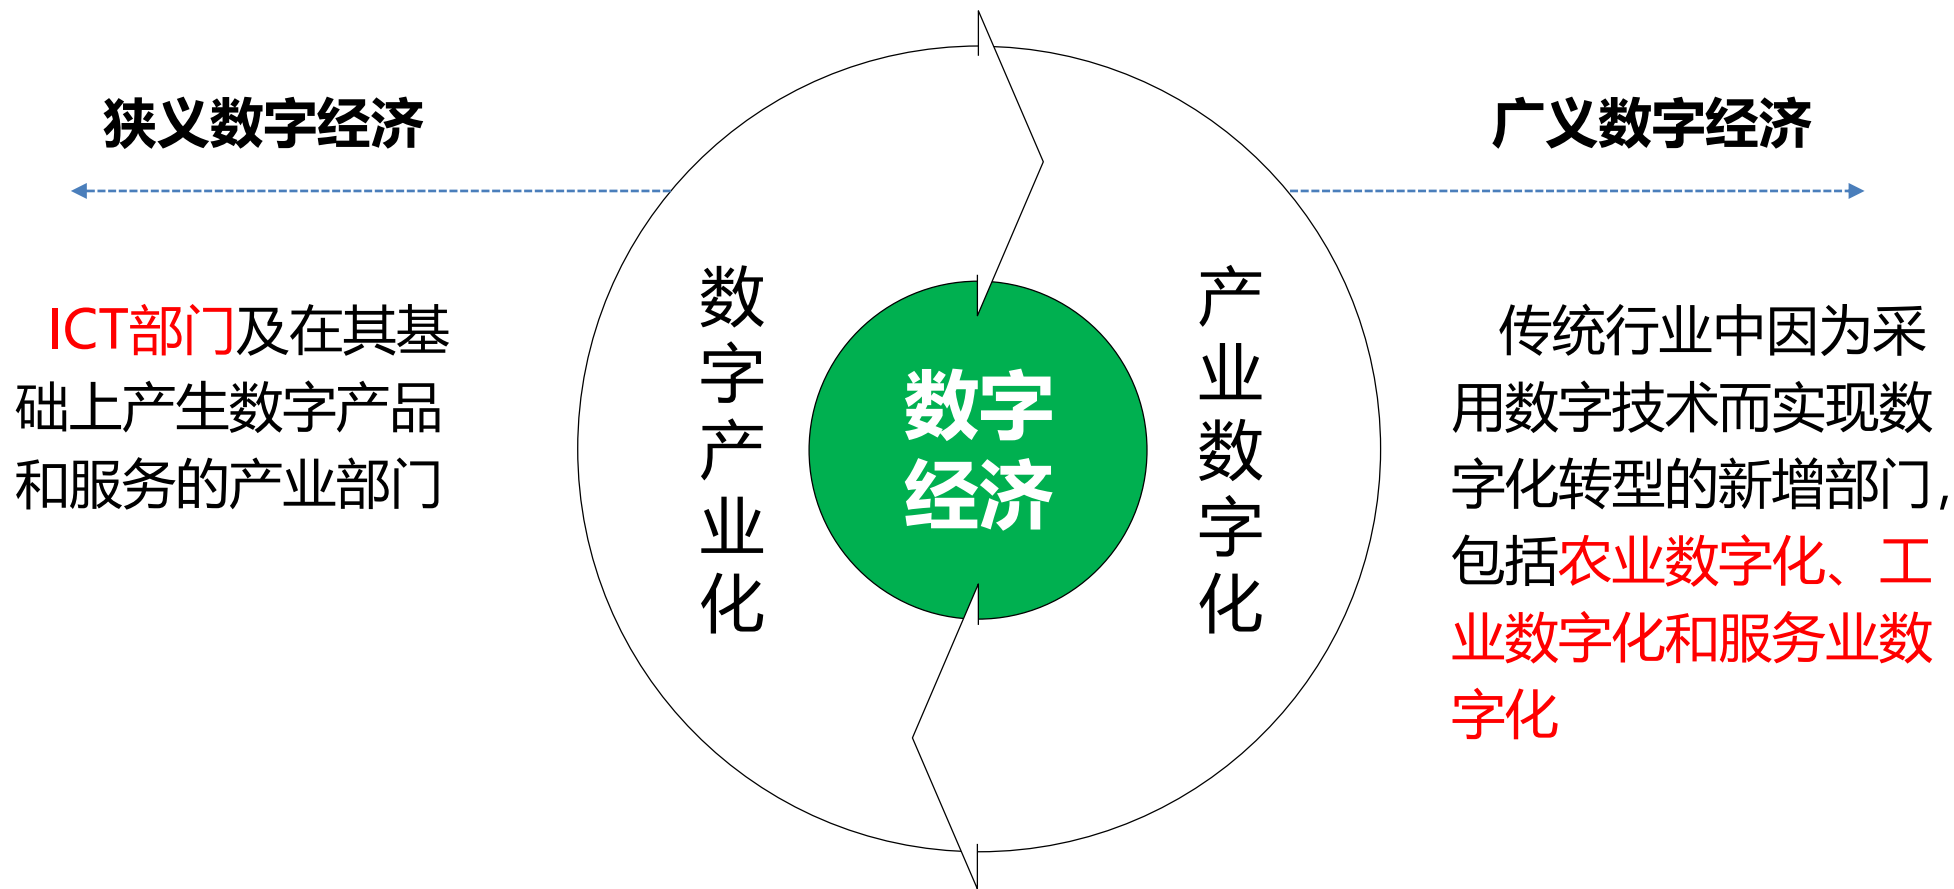 狭义数字经济
ICT部门及在其基
础上产生数字产品
和服务的产业部门
数字产业化
数字
经济
产业数字化
广义数字经济
传统行业中因为采
用数字技术而实现数
字化转型的新增部门,
包括农业数字化、工
业数字化和服务业数
字化